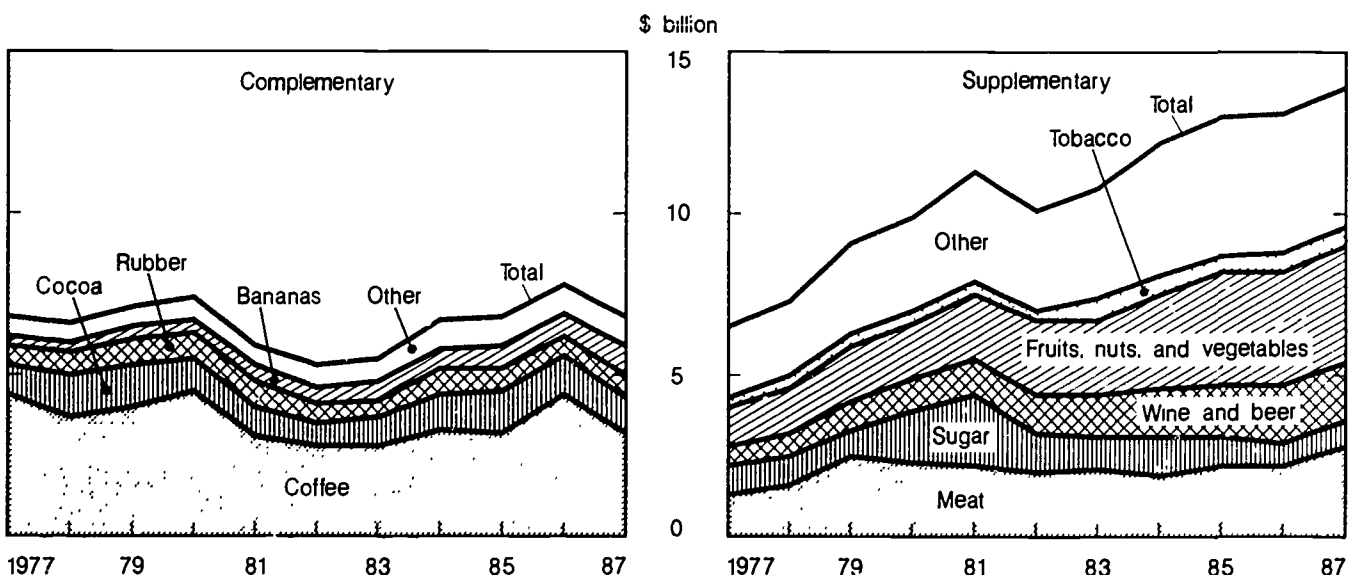 $ billion
Complementary
Cocoa
Rubber
Bananas
Other
Total
Coffee
1977 79 81 83 85 87
15
10
5
0
Supplementary
Total
Tobacco
Other
Fruits, nuts, and vegetables
Wine and beer
Sugar
Meat
1977 79 81 83 85 87